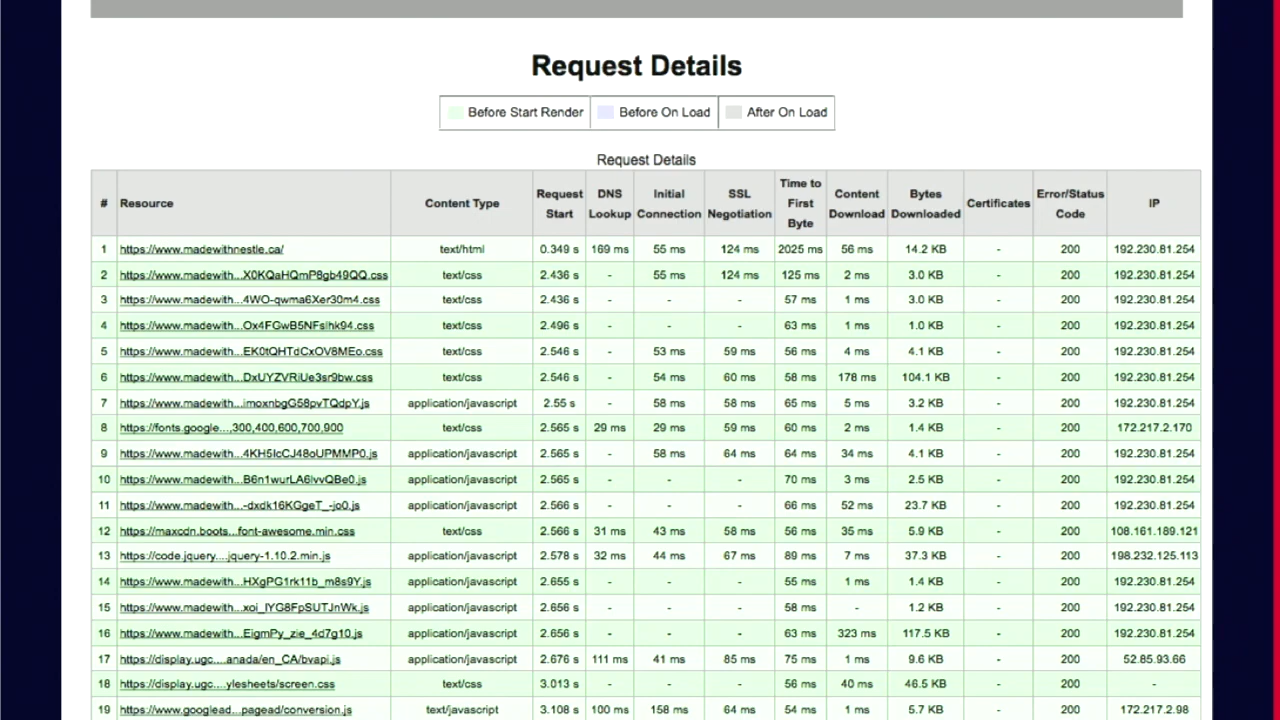 Request Details
Before Start Render Before On Load After On Load
Request Details
# Resource Content Type Request Start DNS Lookup Initial Connection SSL Negotiation Time to First Byte Content Download Bytes Downloaded Certificates Error/Status Code IP
1 https://www.madewithnestle.ca/ text/html 0.349 s 169 ms 55 ms 124 ms 2025 ms 56 ms 14.2 KB - 200 192.230.81.254
2 https://www.madewith...X0KQaHQmP8gb49QQ.css text/css 2.436 s - 55 ms 124 ms 125 ms 2 ms 3.0 KB - 200 192.230.81.254
3 https://www.madewith...4WO-qwma6Xer30m4.css text/css 2.436 s - - - 57 ms 1 ms 3.0 KB - 200 192.230.81.254
4 https://www.madewith...Ox4FGwB5NFslhk94.css text/css 2.496 s - - - 63 ms 1 ms 1.0 KB - 200 192.230.81.254
5 https://www.madewith...EK0tQHTdCxOV8MEo.css text/css 2.546 s - 53 ms 59 ms 56 ms 4 ms 4.1 KB - 200 192.230.81.254
6 https://www.madewith...DxUYZVRiUe3sr9bw.css text/css 2.546 s - 54 ms 60 ms 58 ms 178 ms 104.1 KB - 200 192.230.81.254
7 https://www.madewith...imoxnbgG58pvTQdpY.js application/javascript 2.55 s - 58 ms 58 ms 65 ms 5 ms 3.2 KB - 200 192.230.81.254
8 https://fonts.google...,300,400,600,700,900 text/css 2.565 s 29 ms 29 ms 59 ms 60 ms 2 ms 1.4 KB - 200 172.217.2.170
9 https://www.madewith...4KH5IcCJ48oUPMMP0.js application/javascript 2.565 s - 58 ms 64 ms 64 ms 34 ms 4.1 KB - 200 192.230.81.254
10 https://www.madewith...B6n1wurLA6lvvQBe0.js application/javascript 2.565 s - - - 70 ms 3 ms 2.5 KB - 200 192.230.81.254
11 https://www.madewith...-dxdk16KGgeT_-jo0.js application/javascript 2.566 s - - - 66 ms 52 ms 23.7 KB - 200 192.230.81.254
12 https://maxcdn.boots...font-awesome.min.css text/css 2.566 s 31 ms 43 ms 58 ms 56 ms 35 ms 5.9 KB - 200 108.161.189.121
13 https://code.jquery....jquery-1.10.2.min.js application/javascript 2.578 s 32 ms 44 ms 67 ms 89 ms 7 ms 37.3 KB - 200 198.232.125.113
14 https://www.madewith...HXgPG1rk11b_m8s9Y.js application/javascript 2.655 s - - - 55 ms 1 ms 1.4 KB - 200 192.230.81.254
15 https://www.madewith...xoi_IYG8FpSUTJnWk.js application/javascript 2.656 s - - - 58 ms - 1.2 KB - 200 192.230.81.254
16 https://www.madewith...EigmPy_zie_4d7g10.js application/javascript 2.656 s - - - 63 ms 323 ms 117.5 KB - 200 192.230.81.254
17 https://display.ugc....anada/en_CA/bvapi.js application/javascript 2.676 s 111 ms 41 ms 85 ms 75 ms 1 ms 9.6 KB - 200 52.85.93.66
18 https://display.ugc....ylesheets/screen.css text/css 3.013 s - - - 56 ms 40 ms 46.5 KB - 200 -
19 https://www.googlead...pagead/conversion.js text/javascript 3.108 s 100 ms 158 ms 64 ms 54 ms 1 ms 5.7 KB - 200 172.217.2.98